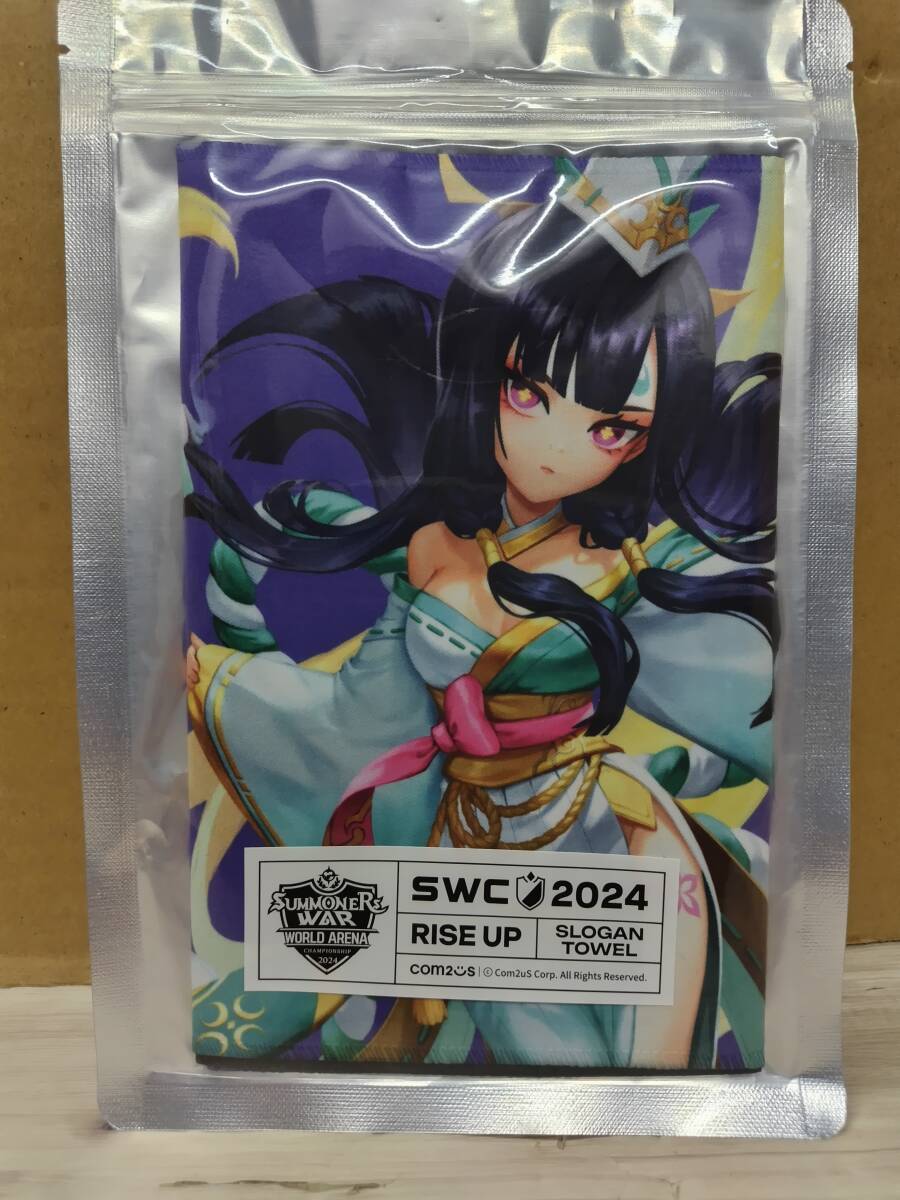 SUMMONERS
WAR
WORLD ARENA
CHAMPIONSHIP
2024
SWC 2024
RISE UP
SLOGAN
TOWEL
com2us
© Com2uS Corp. All Rights Reserved.